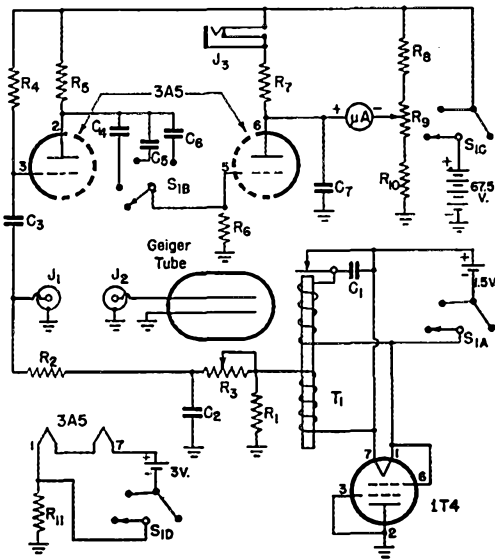 R4
R5
3A5
J3
R7
R8
2
C4
C5
C6
6
+
μA
-
R9
3
5
S1B
R10
S1C
+
67.5
V.
-
C3
R6
C7
Geiger
Tube
J1
J2
C1
+
-
1.5V
S1A
R2
R3
C2
R1
T1
3A5
1
7
+
-
3V.
R11
S1D
7
1
3
6
2
1T4